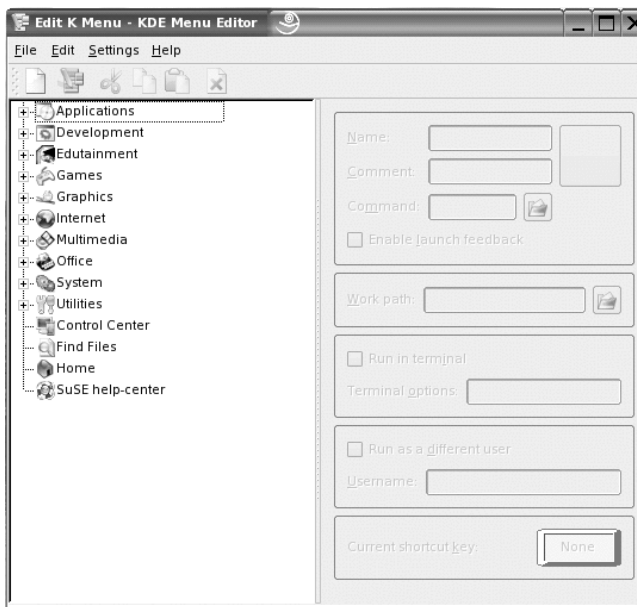 Edit K Menu - KDE Menu Editor
File Edit Settings Help
Applications
Development
Edutainment
Games
Graphics
Internet
Multimedia
Office
System
Utilities
Control Center
Find Files
Home
SuSE help-center
Name:
Comment:
Command:
Enable launch feedback
Work path:
Run in terminal
Terminal options:
Run as a different user
Username:
Current shortcut key: None